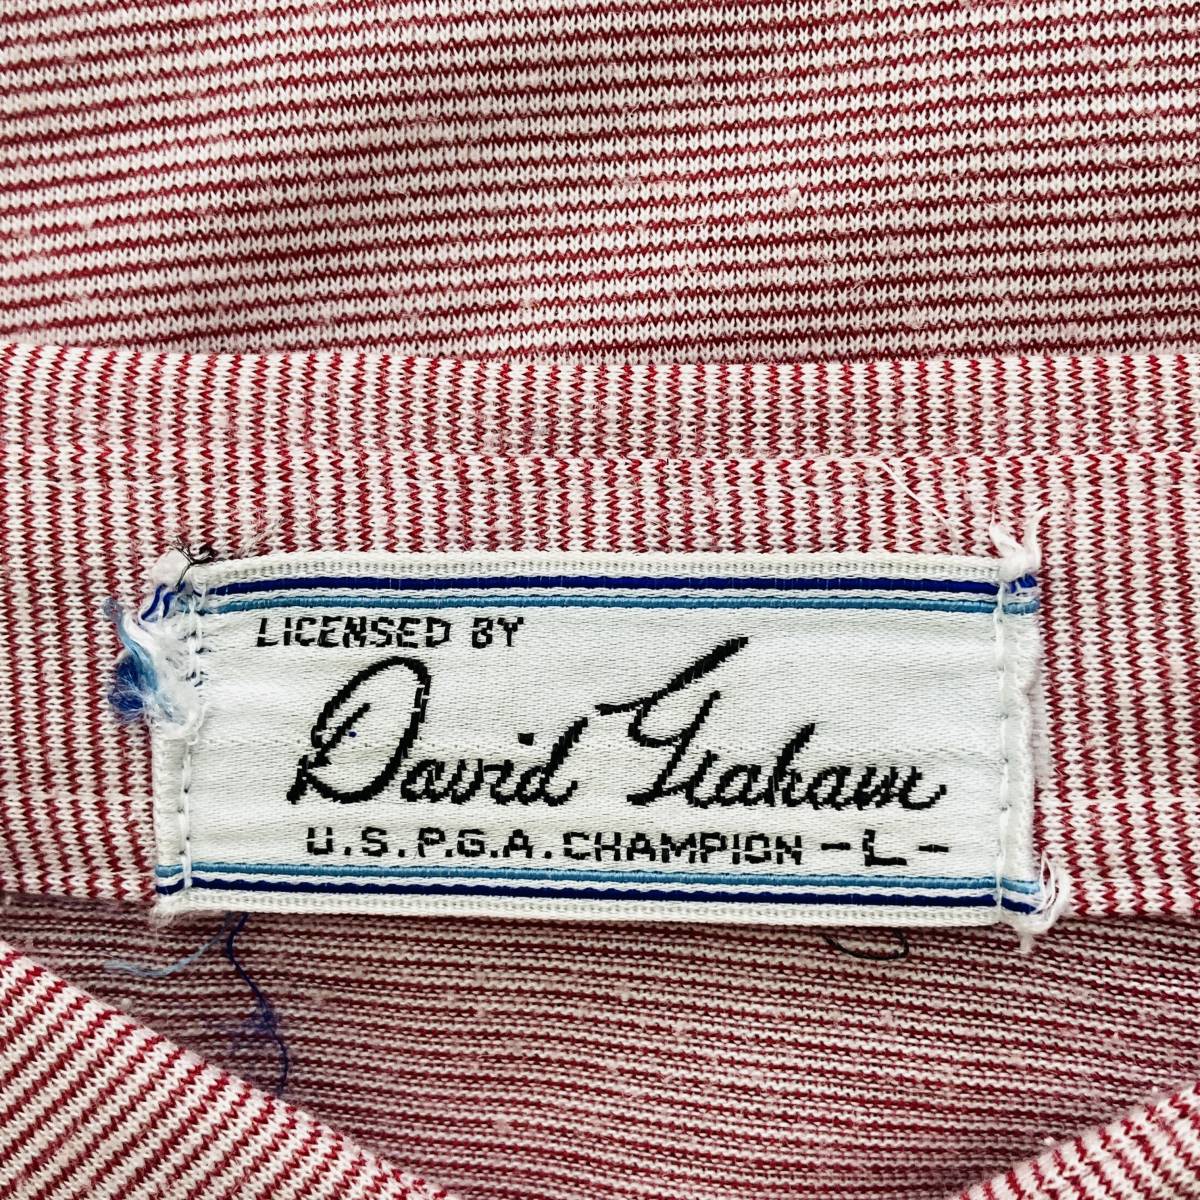 LICENSED BY
David Graham
U.S.P.G.A. CHAMPION -L-